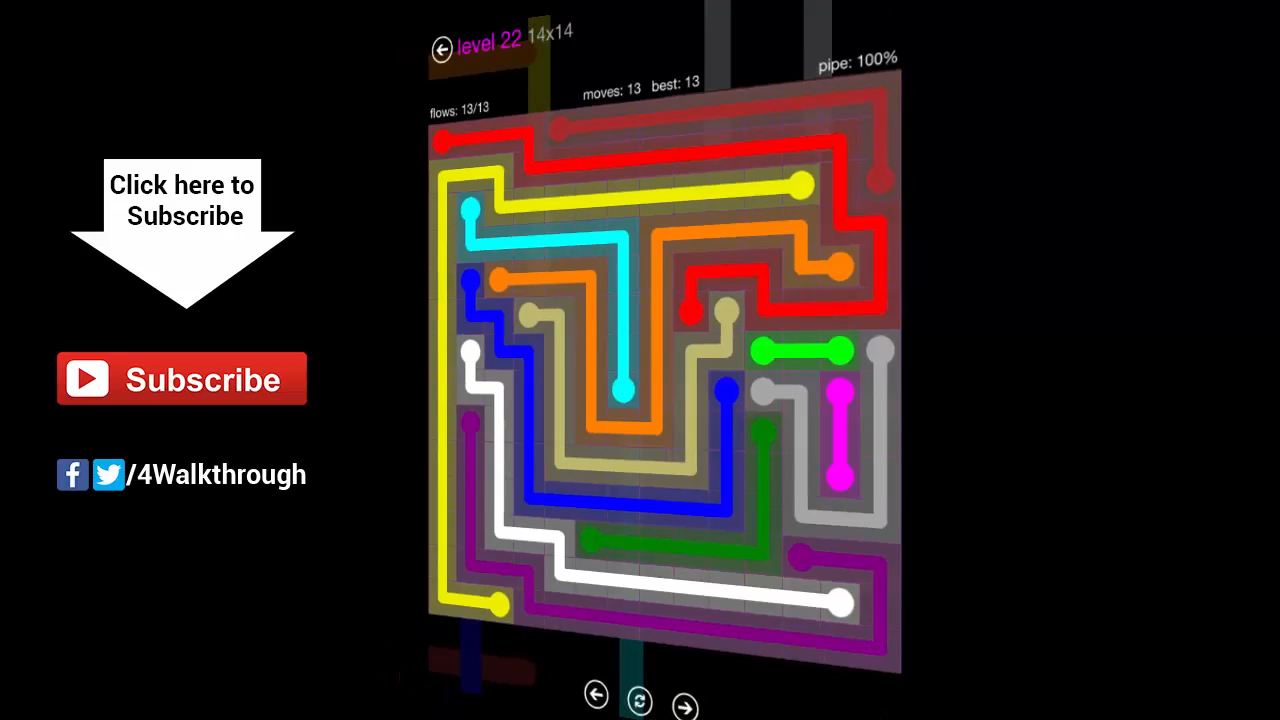 level 22 14x14
pipe: 100%
moves: 13 best: 13
flows: 13/13
Click here to
Subscribe
Subscribe
/4Walkthrough